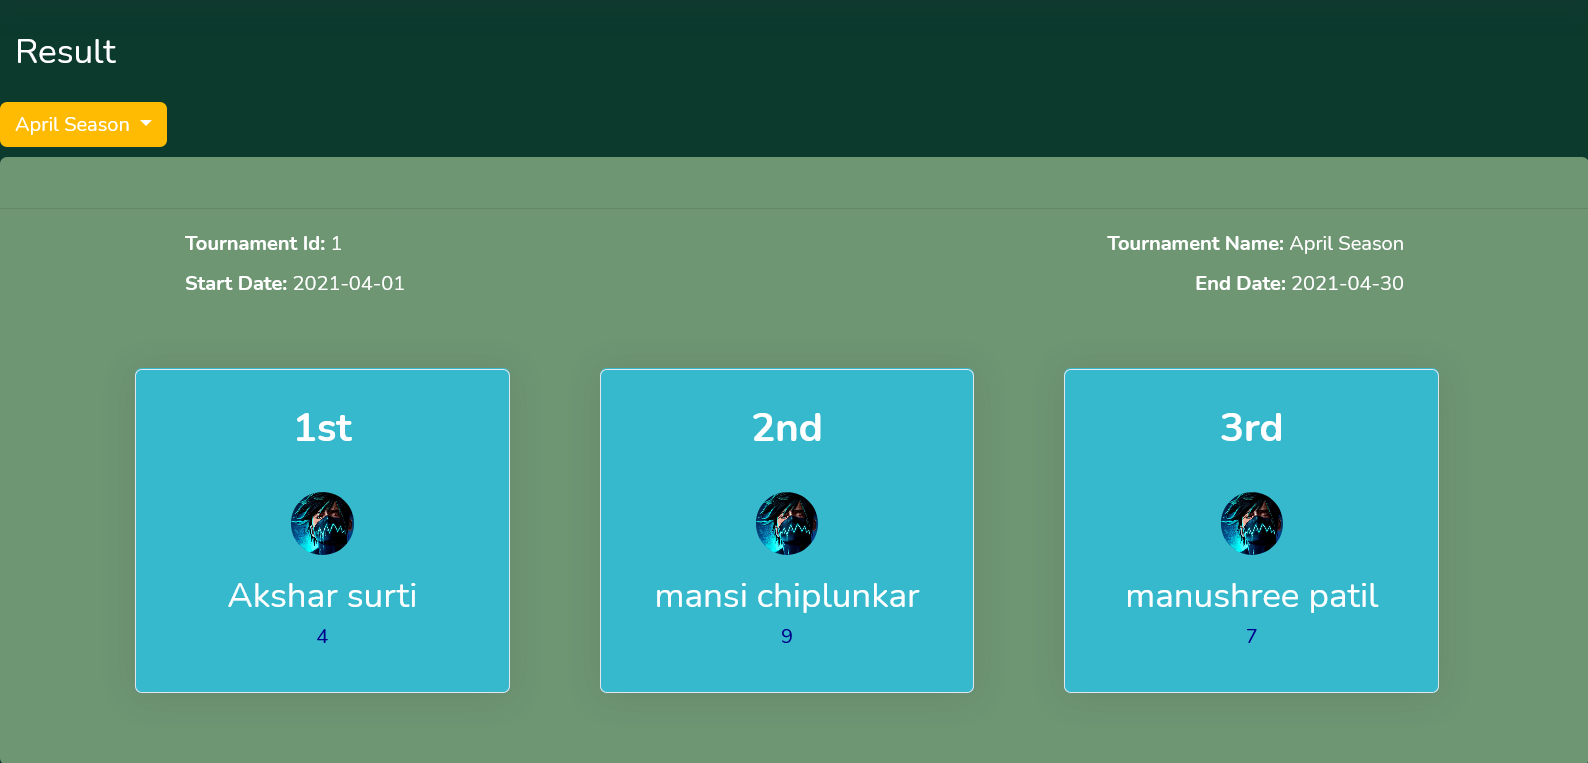 Result
April Season
Tournament Id: 1
Tournament Name: April Season
Start Date: 2021-04-01
End Date: 2021-04-30
1st
Akshar surti
4
2nd
mansi chiplunkar
9
3rd
manushree patil
7